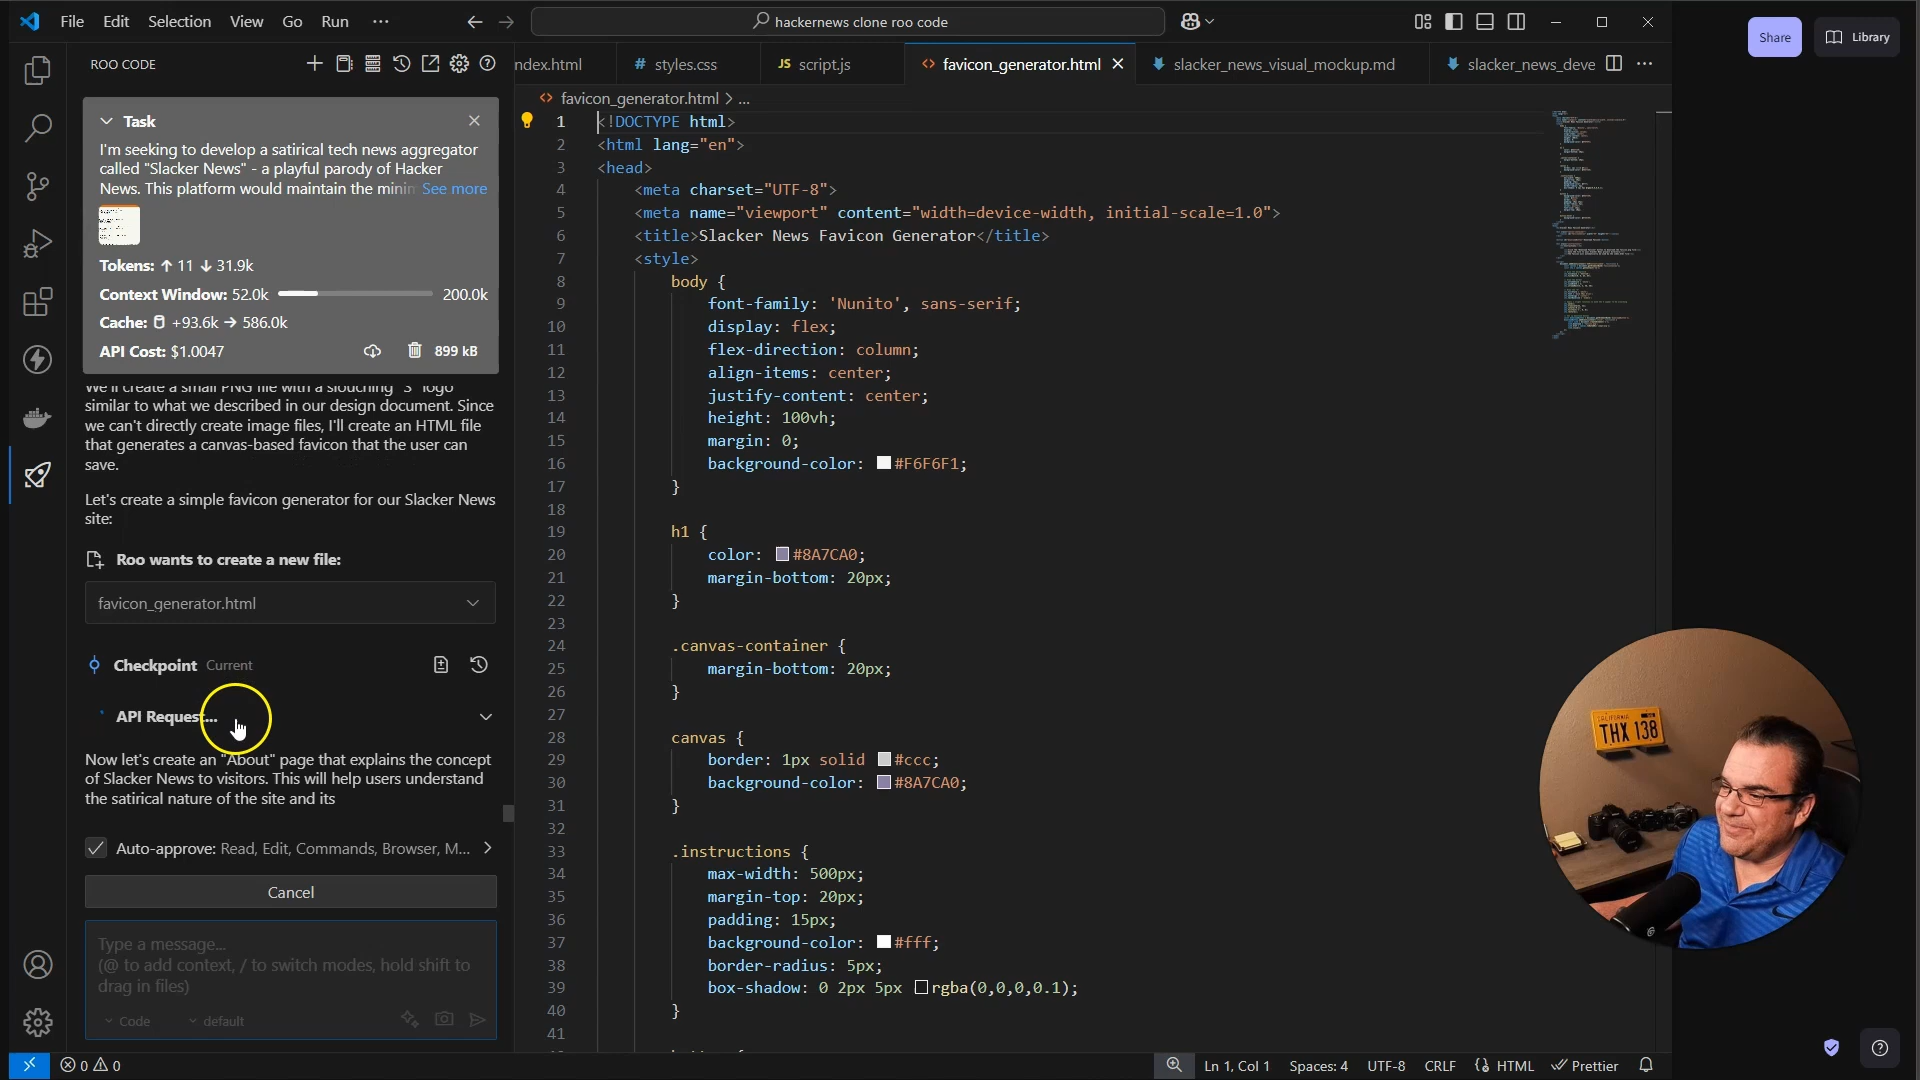 File Edit Selection View Go Run ···
hackernews clone roo code
Share
Library
ROO CODE
ndex.html
# styles.css
JS script.js
<> favicon_generator.html
slacker_news_visual_mockup.md
slacker_news_deve
<> favicon_generator.html > ...
Task
I'm seeking to develop a satirical tech news aggregator
called "Slacker News" - a playful parody of Hacker
News. This platform would maintain the minim See more
Tokens: ↑ 11 ↓ 31.9k
Context Window: 52.0k 200.0k
Cache: +93.6k → 586.0k
API Cost: $1.0047
899 kB
We'll create a small PNG file with a slouching "S" logo
similar to what we described in our design document. Since
we can't directly create image files, I'll create an HTML file
that generates a canvas-based favicon that the user can
save.
Let's create a simple favicon generator for our Slacker News
site:
Roo wants to create a new file:
favicon_generator.html
Checkpoint Current
API Request...
Now let's create an "About" page that explains the concept
of Slacker News to visitors. This will help users understand
the satirical nature of the site and its
Auto-approve: Read, Edit, Commands, Browser, M...
Cancel
Type a message...
(@ to add context, / to switch modes, hold shift to
drag in files)
Code default
1 <!DOCTYPE html>
2 <html lang="en">
3 <head>
4 <meta charset="UTF-8">
5 <meta name="viewport" content="width=device-width, initial-scale=1.0">
6 <title>Slacker News Favicon Generator</title>
7 <style>
8 body {
9 font-family: 'Nunito', sans-serif;
10 display: flex;
11 flex-direction: column;
12 align-items: center;
13 justify-content: center;
14 height: 100vh;
15 margin: 0;
16 background-color: #F6F6F1;
17 }
18
19 h1 {
20 color: #8A7CA0;
21 margin-bottom: 20px;
22 }
23
24 .canvas-container {
25 margin-bottom: 20px;
26 }
27
28 canvas {
29 border: 1px solid #ccc;
30 background-color: #8A7CA0;
31 }
32
33 .instructions {
34 max-width: 500px;
35 margin-top: 20px;
36 padding: 15px;
37 background-color: #fff;
38 border-radius: 5px;
39 box-shadow: 0 2px 5px rgba(0,0,0,0.1);
40 }
41
CALIFORNIA
THX 138
0 0
Ln 1, Col 1 Spaces: 4 UTF-8 CRLF {} HTML Prettier